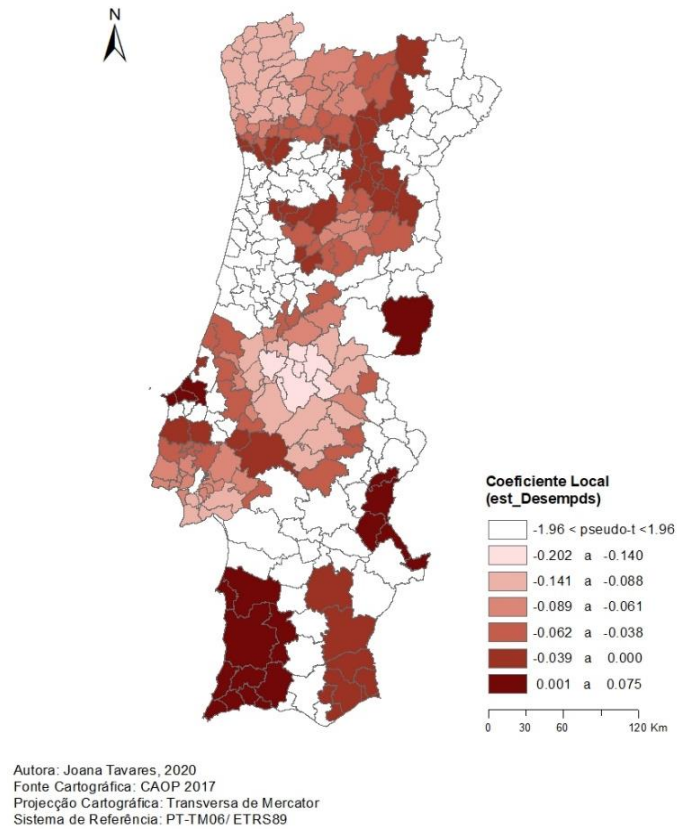 N
Coeficiente Local
(est_Desempds)
-1.96 < pseudo-t <1.96
-0.202 a -0.140
-0.141 a -0.088
-0.089 a -0.061
-0.062 a -0.038
-0.039 a 0.000
0.001 a 0.075
0 30 60 120 Km
Autora: Joana Tavares, 2020
Fonte Cartográfica: CAOP 2017
Projecção Cartográfica: Transversa de Mercator
Sistema de Referência: PT-TM06/ ETRS89